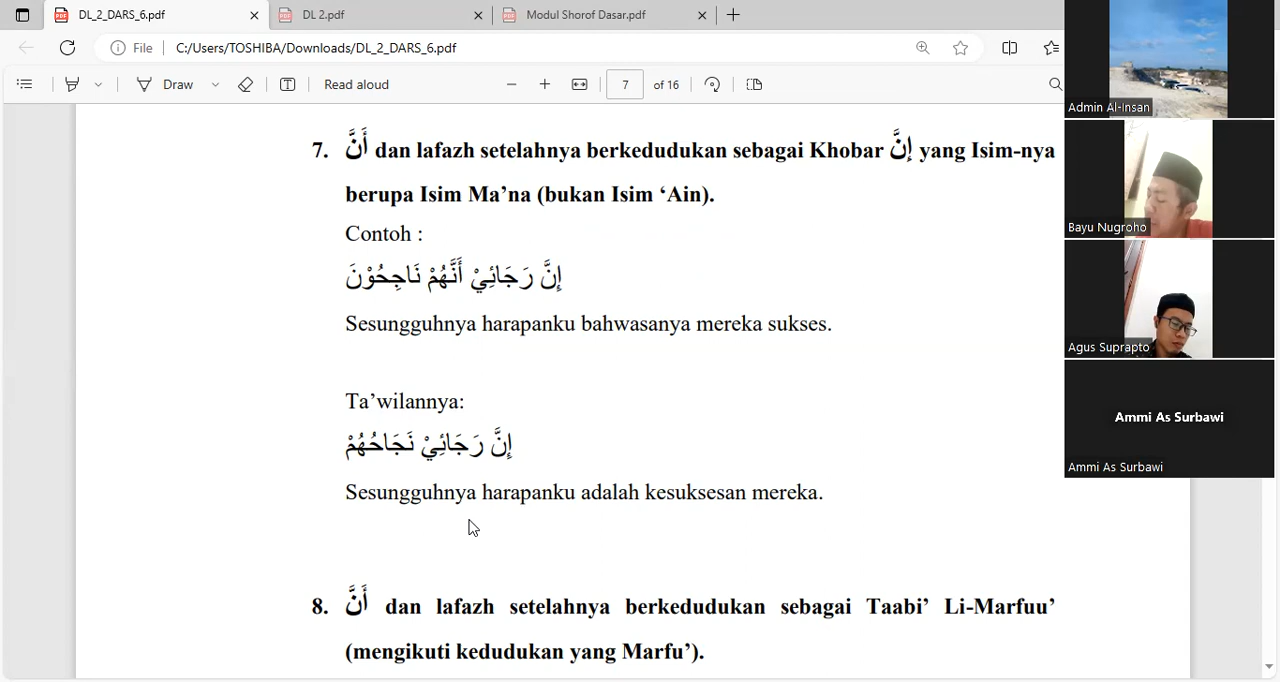 DL_2_DARS_6.pdf
DL 2.pdf
Modul Shorof Dasar.pdf
File
C:/Users/TOSHIBA/Downloads/DL_2_DARS_6.pdf
Draw
Read aloud
7 of 16
7. أَنَّ dan lafazh setelahnya berkedudukan sebagai Khobar إِنَّ yang Isim-nya
berupa Isim Ma’na (bukan Isim ‘Ain).
Contoh :
إِنَّ رَجَائِيْ أَنَّهُمْ نَاجِحُوْنَ
Sesungguhnya harapanku bahwasanya mereka sukses.
Ta’wilannya:
إِنَّ رَجَائِيْ نَجَاحُهُمْ
Sesungguhnya harapanku adalah kesuksesan mereka.
8. أَنَّ dan lafazh setelahnya berkedudukan sebagai Taabi’ Li-Marfuu’
(mengikuti kedudukan yang Marfu’).
Admin Al-Insan
Bayu Nugroho
Agus Suprapto
Ammi As Surbawi
Ammi As Surbawi